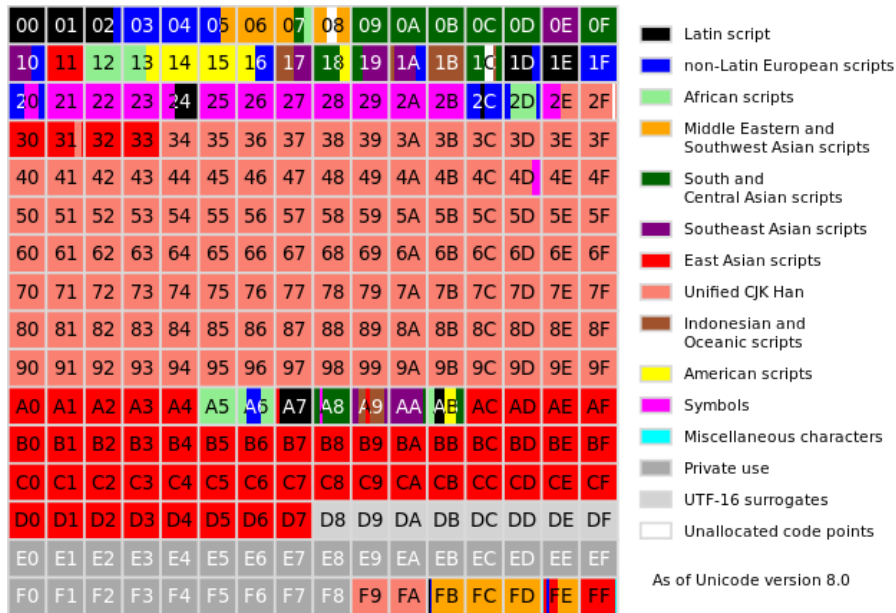 00 01 02 03 04 05 06 07 08 09 0A 0B 0C 0D 0E 0F
10 11 12 13 14 15 16 17 18 19 1A 1B 1C 1D 1E 1F
20 21 22 23 24 25 26 27 28 29 2A 2B 2C 2D 2E 2F
30 31 32 33 34 35 36 37 38 39 3A 3B 3C 3D 3E 3F
40 41 42 43 44 45 46 47 48 49 4A 4B 4C 4D 4E 4F
50 51 52 53 54 55 56 57 58 59 5A 5B 5C 5D 5E 5F
60 61 62 63 64 65 66 67 68 69 6A 6B 6C 6D 6E 6F
70 71 72 73 74 75 76 77 78 79 7A 7B 7C 7D 7E 7F
80 81 82 83 84 85 86 87 88 89 8A 8B 8C 8D 8E 8F
90 91 92 93 94 95 96 97 98 99 9A 9B 9C 9D 9E 9F
A0 A1 A2 A3 A4 A5 A6 A7 A8 A9 AA AB AC AD AE AF
B0 B1 B2 B3 B4 B5 B6 B7 B8 B9 BA BB BC BD BE BF
C0 C1 C2 C3 C4 C5 C6 C7 C8 C9 CA CB CC CD CE CF
D0 D1 D2 D3 D4 D5 D6 D7 D8 D9 DA DB DC DD DE DF
E0 E1 E2 E3 E4 E5 E6 E7 E8 E9 EA EB EC ED EE EF
F0 F1 F2 F3 F4 F5 F6 F7 F8 F9 FA FB FC FD FE FF
Latin script
non-Latin European scripts
African scripts
Middle Eastern and
Southwest Asian scripts
South and
Central Asian scripts
Southeast Asian scripts
East Asian scripts
Unified CJK Han
Indonesian and
Oceanic scripts
American scripts
Symbols
Miscellaneous characters
Private use
UTF-16 surrogates
Unallocated code points
As of Unicode version 8.0